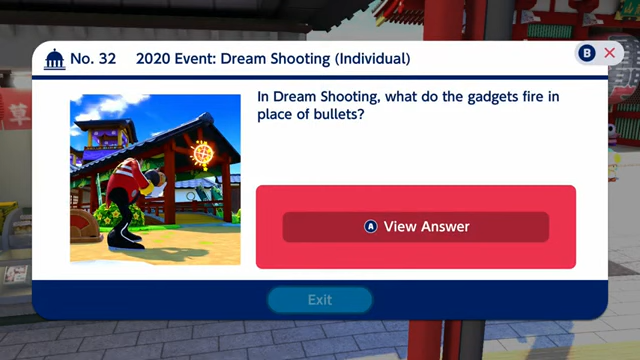 No. 32 2020 Event: Dream Shooting (Individual)
B
In Dream Shooting, what do the gadgets fire in
place of bullets?
A View Answer
Exit
草